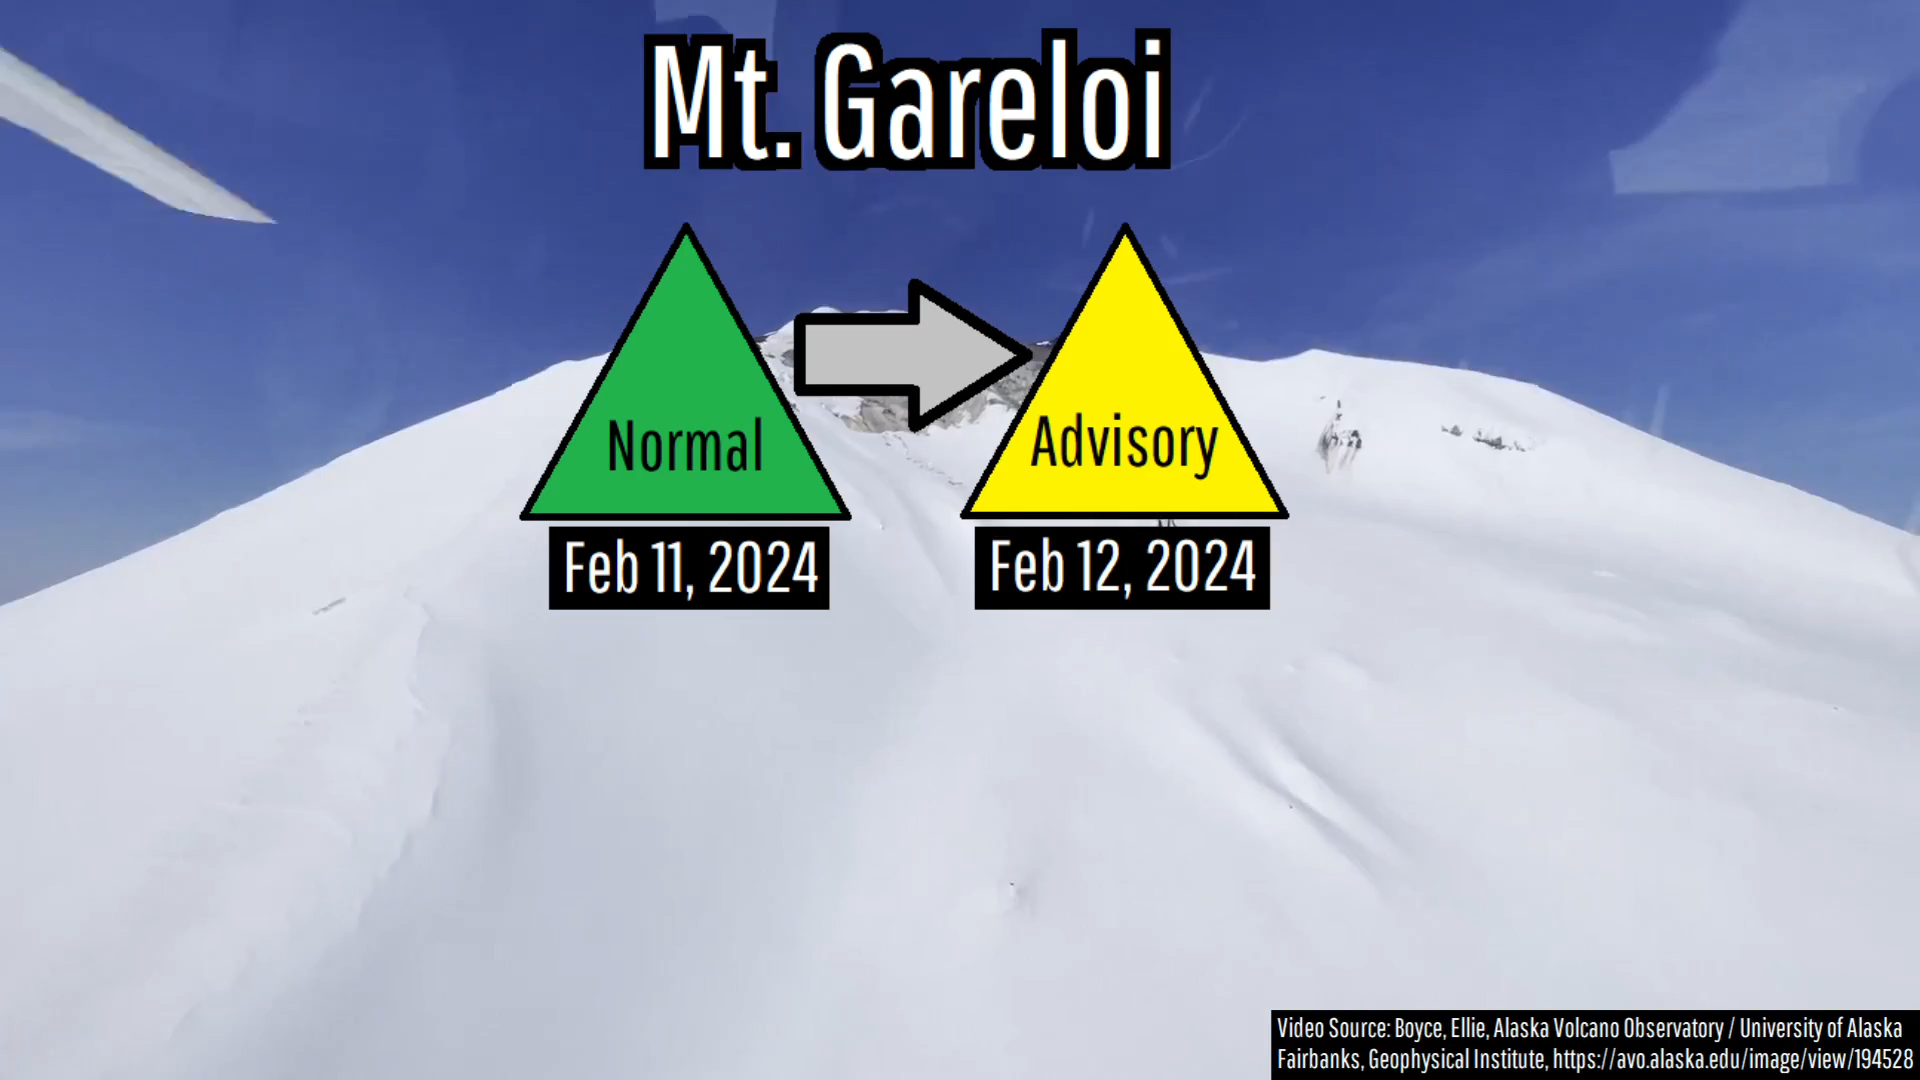 Mt. Gareloi
Normal
Advisory
Feb 11, 2024
Feb 12, 2024
Video Source: Boyce, Ellie, Alaska Volcano Observatory / University of Alaska
Fairbanks, Geophysical Institute, https://avo.alaska.edu/image/view/194528